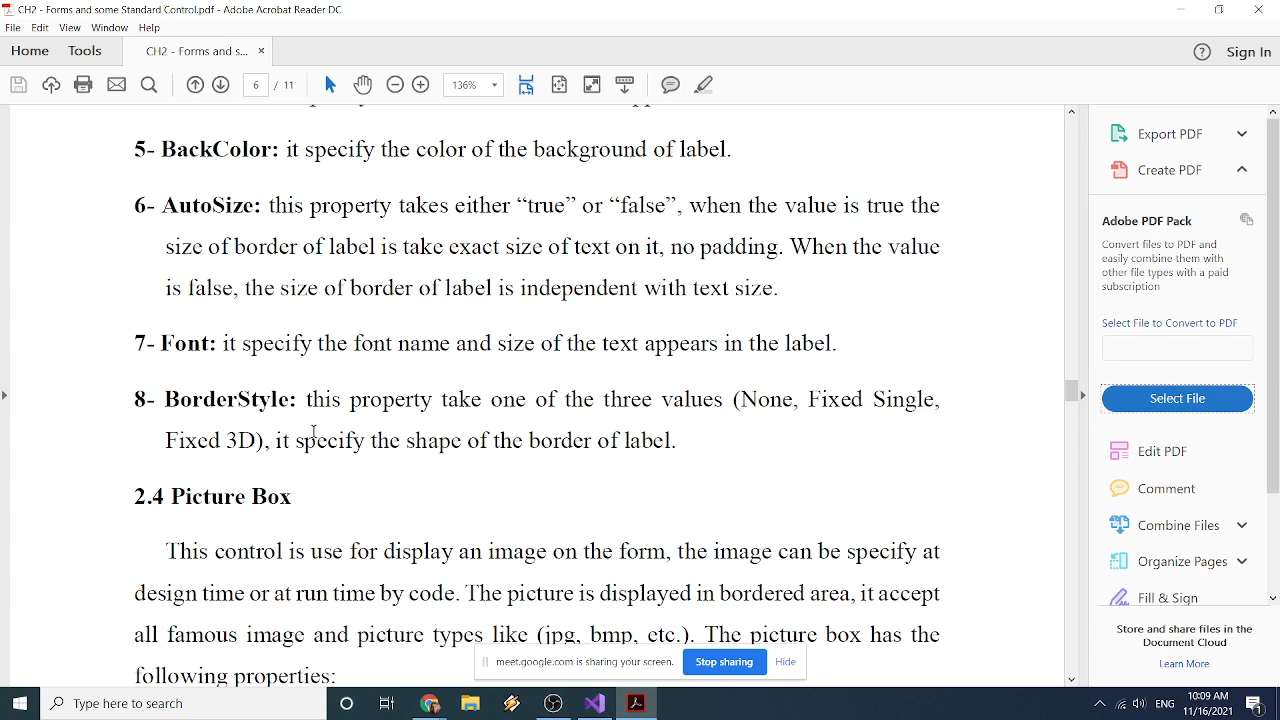 CH2 - Forms and some Standard Control.pdf - Adobe Acrobat Reader DC
File Edit View Window Help
Home Tools CH2 - Forms and s... × Sign In
6 / 11 136%
5- BackColor: it specify the color of the background of label.
6- AutoSize: this property takes either “true” or “false”, when the value is true the
size of border of label is take exact size of text on it, no padding. When the value
is false, the size of border of label is independent with text size.
7- Font: it specify the font name and size of the text appears in the label.
8- BorderStyle: this property take one of the three values (None, Fixed Single,
Fixed 3D), it specify the shape of the border of label.
2.4 Picture Box
This control is use for display an image on the form, the image can be specify at
design time or at run time by code. The picture is displayed in bordered area, it accept
all famous image and picture types like (jpg, bmp, etc.). The picture box has the
following properties:
meet.google.com is sharing your screen. Stop sharing Hide
Export PDF
Create PDF
Adobe PDF Pack
Convert files to PDF and
easily combine them with
other file types with a paid
subscription
Select File to Convert to PDF
Select File
Edit PDF
Comment
Combine Files
Organize Pages
Fill & Sign
Store and share files in the
Document Cloud
Learn More
Type here to search
ENG
10:09 AM
11/16/2021